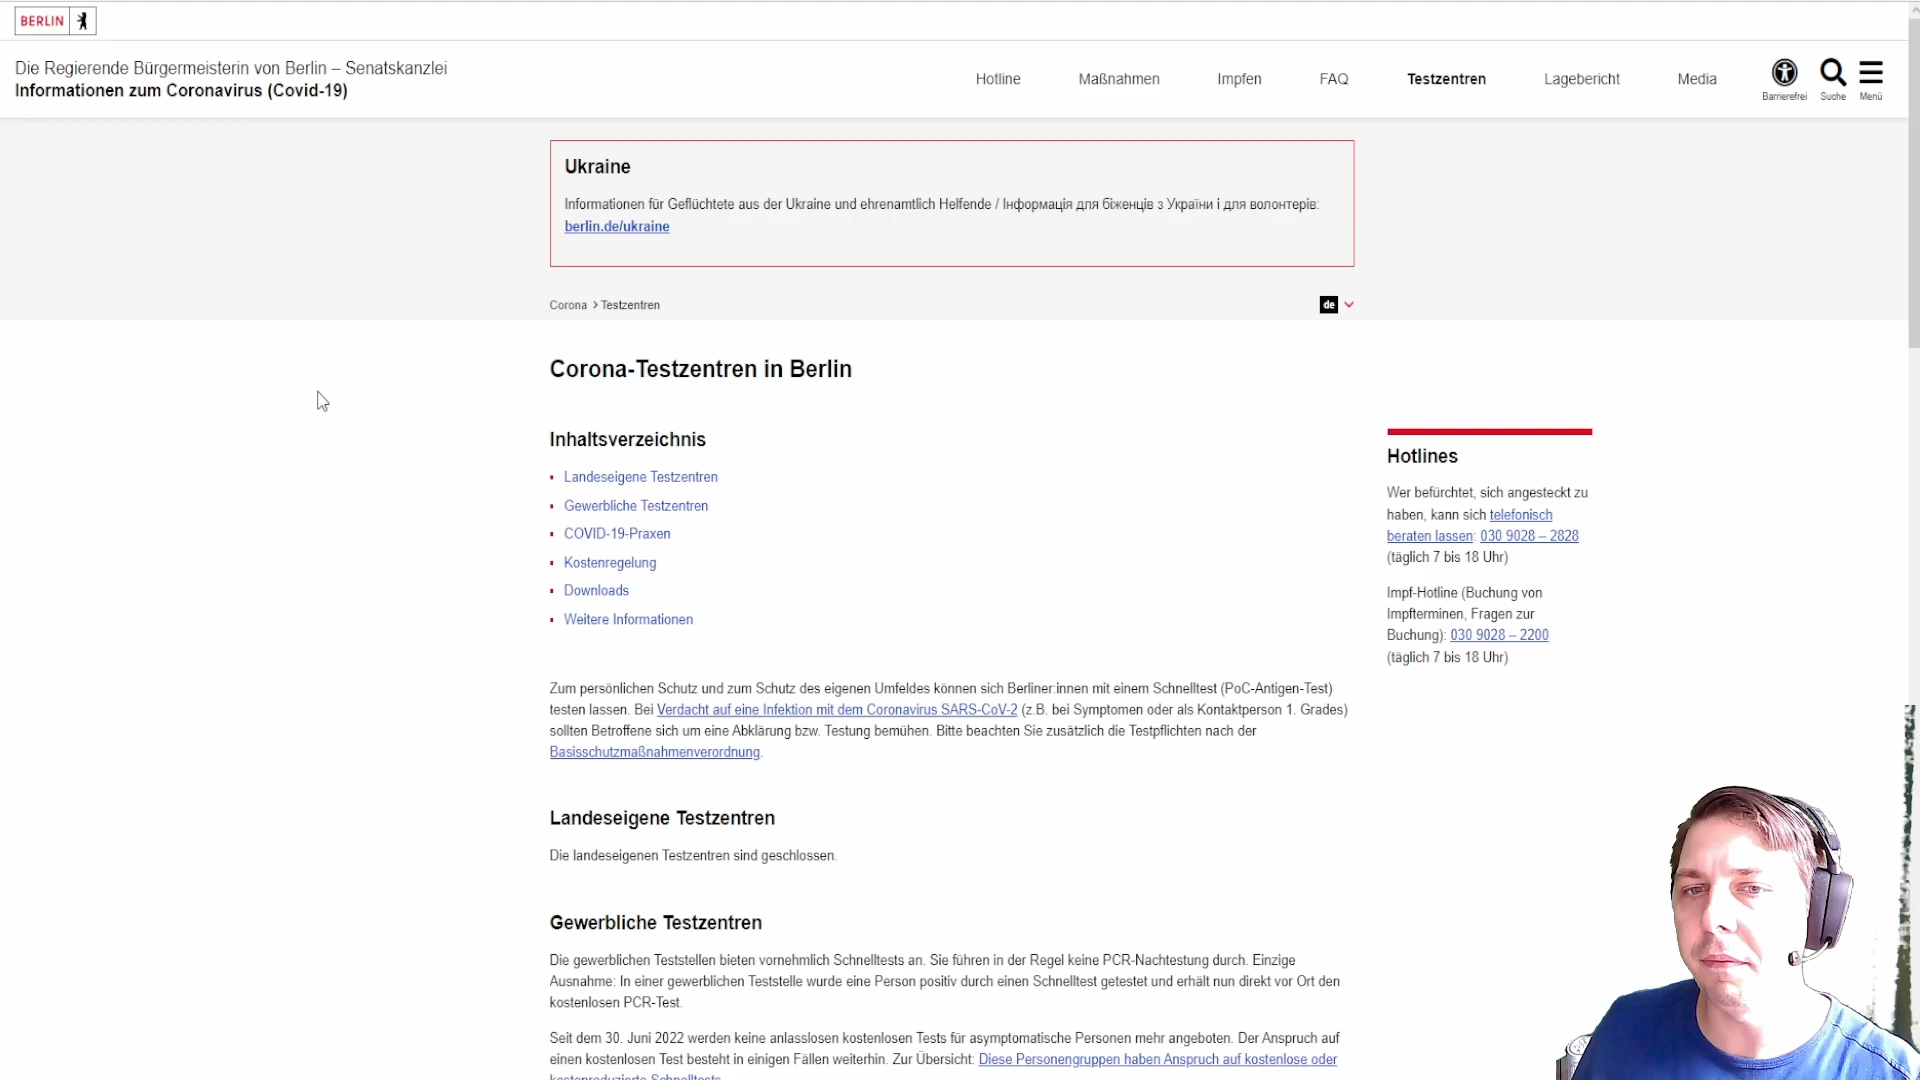 BERLIN
Die Regierende Bürgermeisterin von Berlin – Senatskanzlei
Informationen zum Coronavirus (Covid-19)
Hotline
Maßnahmen
Impfen
FAQ
Testzentren
Lagebericht
Media
Barrierefrei
Suche
Menü
Ukraine
Informationen für Geflüchtete aus der Ukraine und ehrenamtlich Helfende / Інформація для біженців з України і для волонтерів:
berlin.de/ukraine
Corona > Testzentren
de
Corona-Testzentren in Berlin
Inhaltsverzeichnis
Landeseigene Testzentren
Gewerbliche Testzentren
COVID-19-Praxen
Kostenregelung
Downloads
Weitere Informationen
Zum persönlichen Schutz und zum Schutz des eigenen Umfeldes können sich Berliner:innen mit einem Schnelltest (PoC-Antigen-Test)
testen lassen. Bei Verdacht auf eine Infektion mit dem Coronavirus SARS-CoV-2 (z.B. bei Symptomen oder als Kontaktperson 1. Grades)
sollten Betroffene sich um eine Abklärung bzw. Testung bemühen. Bitte beachten Sie zusätzlich die Testpflichten nach der
Basisschutzmaßnahmenverordnung.
Landeseigene Testzentren
Die landeseigenen Testzentren sind geschlossen.
Gewerbliche Testzentren
Die gewerblichen Teststellen bieten vornehmlich Schnelltests an. Sie führen in der Regel keine PCR-Nachtestung durch. Einzige
Ausnahme: In einer gewerblichen Teststelle wurde eine Person positiv durch einen Schnelltest getestet und erhält nun direkt vor Ort den
kostenlosen PCR-Test.
Seit dem 30. Juni 2022 werden keine anlasslosen kostenlosen Tests für asymptomatische Personen mehr angeboten. Der Anspruch auf
einen kostenlosen Test besteht in einigen Fällen weiterhin. Zur Übersicht: Diese Personengruppen haben Anspruch auf kostenlose oder
kostenreduzierte Schnelltests
Hotlines
Wer befürchtet, sich angesteckt zu
haben, kann sich telefonisch
beraten lassen: 030 9028 – 2828
(täglich 7 bis 18 Uhr)
Impf-Hotline (Buchung von
Impfterminen, Fragen zur
Buchung): 030 9028 – 2200
(täglich 7 bis 18 Uhr)